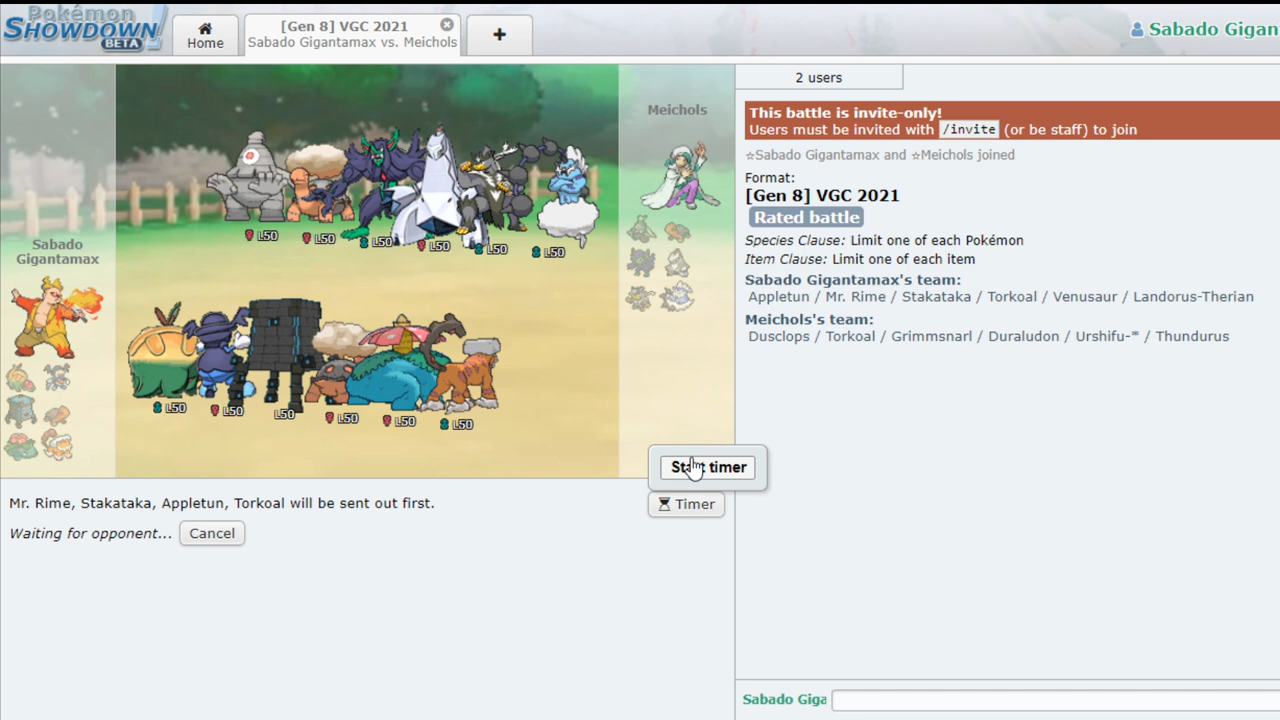 Pokémon
SHOWDOWN!
BETA
Home
[Gen 8] VGC 2021
Sabado Gigantamax vs. Meichols
+
Sabado Gigan
Sabado
Gigantamax
L50
L50
L50
L50
L50
L50
L50
L50
L50
L50
L50
L50
Meichols
Mr. Rime, Stakataka, Appletun, Torkoal will be sent out first.
Waiting for opponent... Cancel
Start timer
Timer
2 users
This battle is invite-only!
Users must be invited with /invite (or be staff) to join
☆Sabado Gigantamax and ☆Meichols joined
Format:
[Gen 8] VGC 2021
Rated battle
Species Clause: Limit one of each Pokémon
Item Clause: Limit one of each item
Sabado Gigantamax's team:
Appletun / Mr. Rime / Stakataka / Torkoal / Venusaur / Landorus-Therian
Meichols's team:
Dusclops / Torkoal / Grimmsnarl / Duraludon / Urshifu-* / Thundurus
Sabado Giga